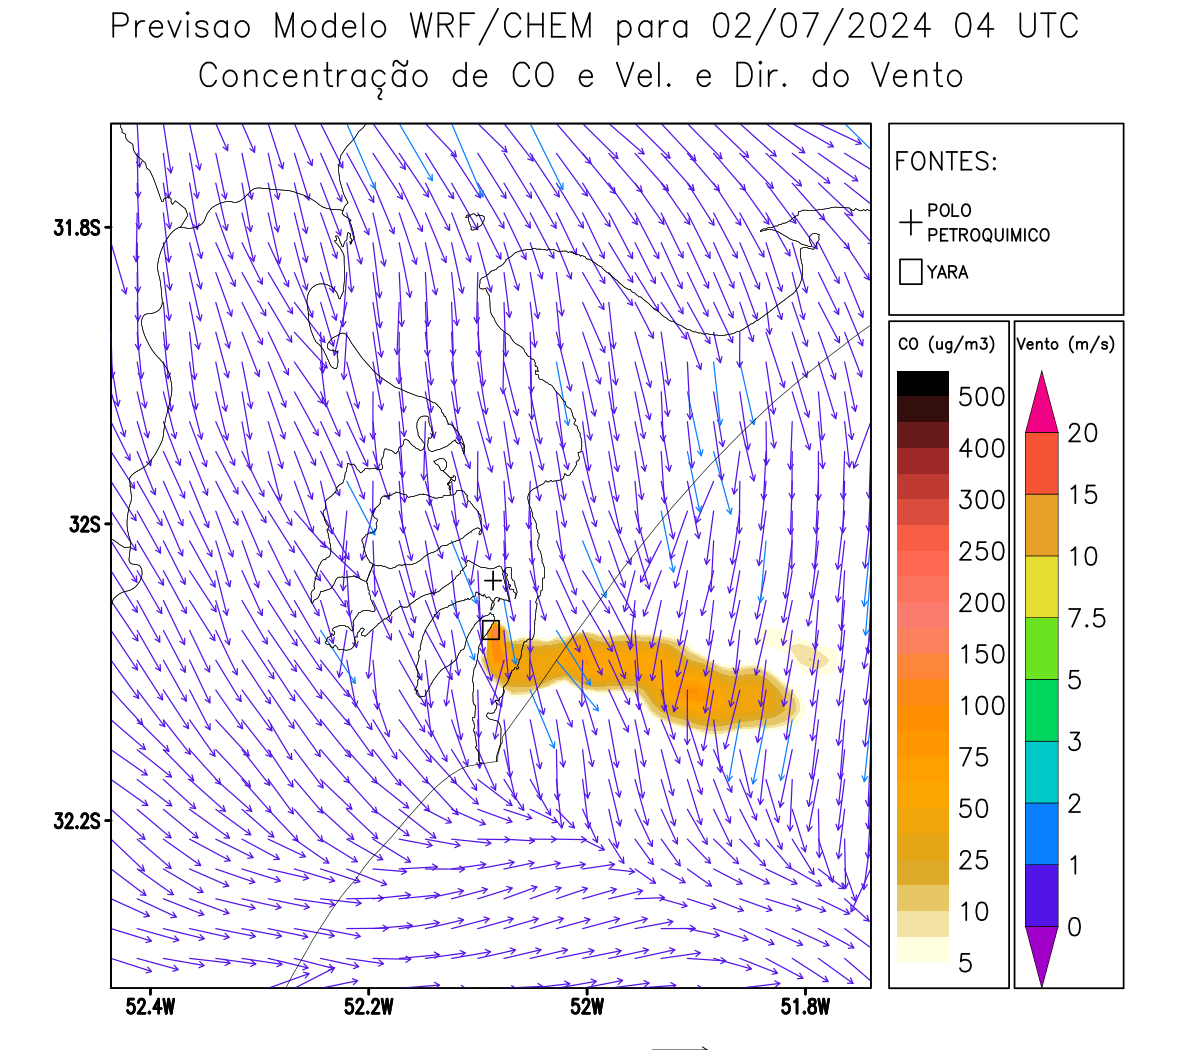 Previsao Modelo WRF/CHEM para 02/07/2024 04 UTC
Concentração de CO e Vel. e Dir. do Vento
FONTES:
POLO
PETROQUIMICO
YARA
31.8S
32S
32.2S
52.4W 52.2W 52W 51.8W
CO (ug/m3)
500
400
300
250
200
150
100
75
50
25
10
5
Vento (m/s)
20
15
10
7.5
5
3
2
1
0